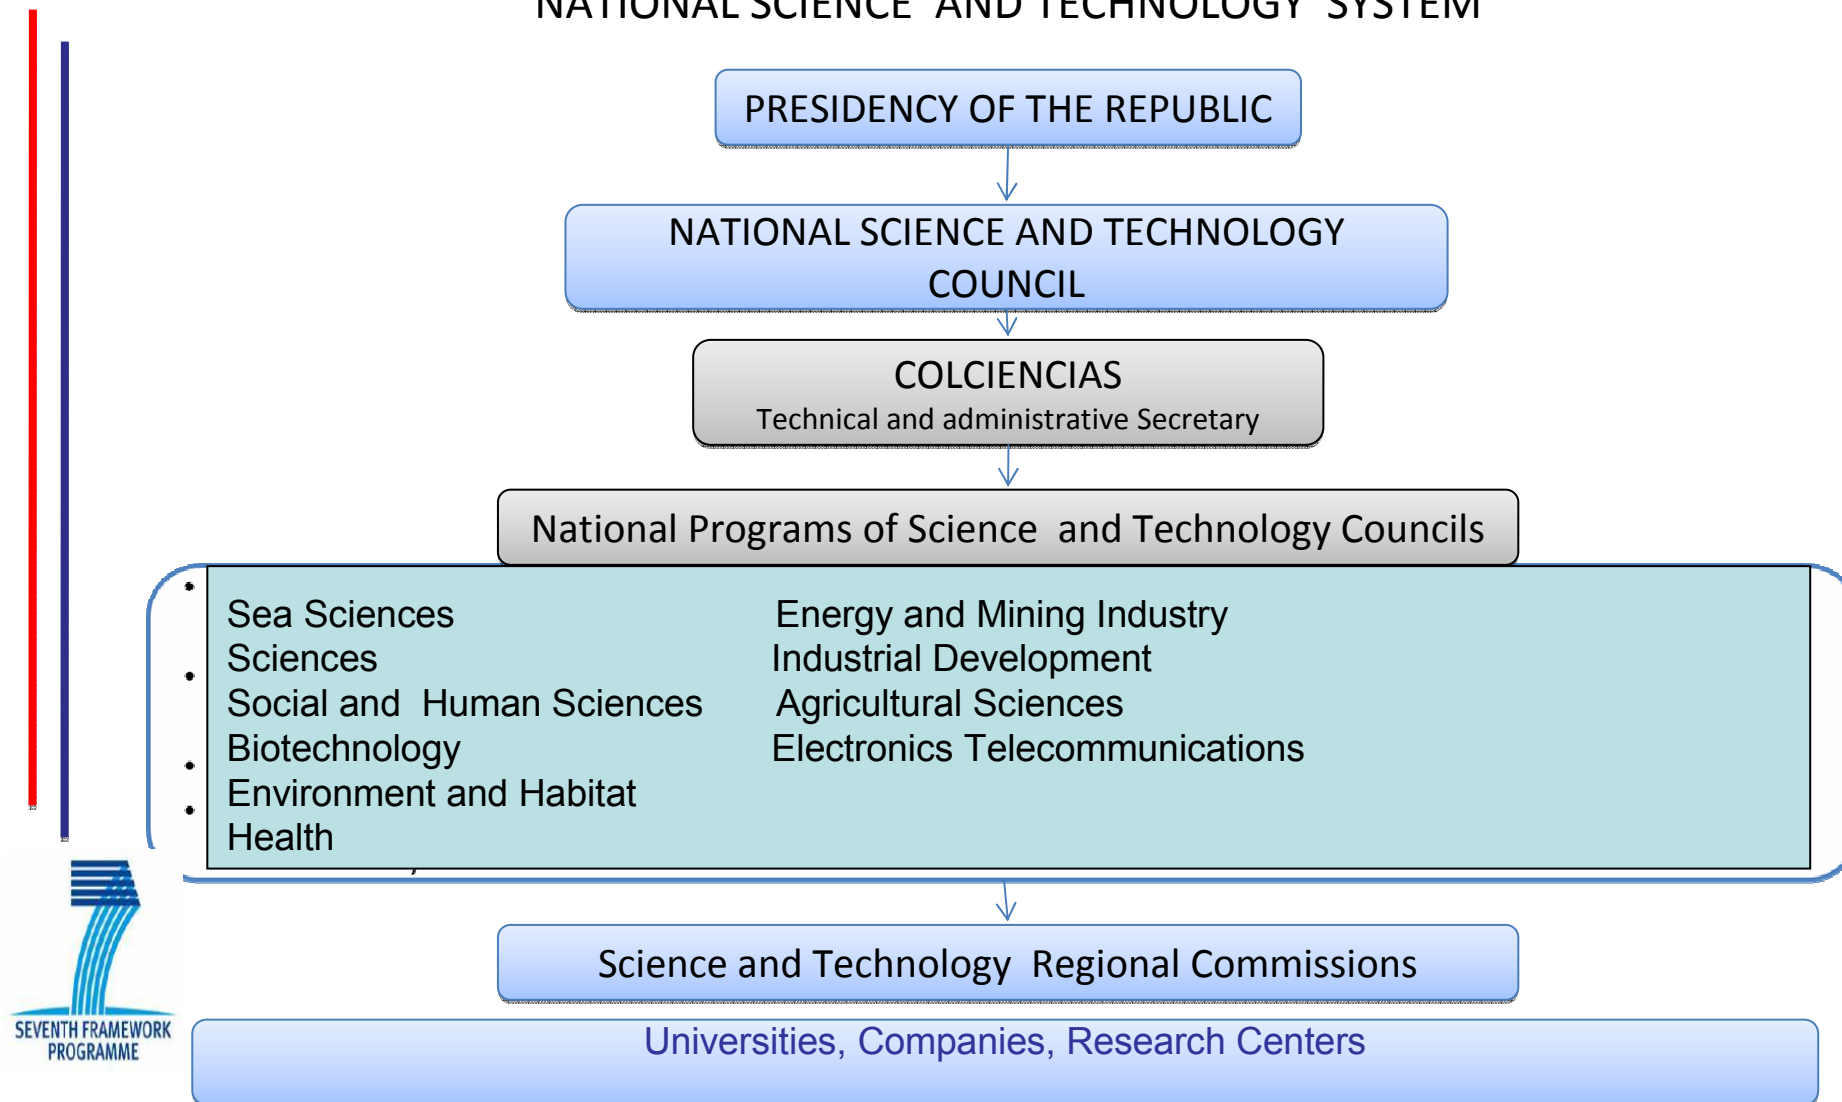 NATIONAL SCIENCE AND TECHNOLOGY SYSTEM
PRESIDENCY OF THE REPUBLIC
NATIONAL SCIENCE AND TECHNOLOGY
COUNCIL
COLCIENCIAS
Technical and administrative Secretary
National Programs of Science and Technology Councils
Sea Sciences Energy and Mining Industry
Sciences Industrial Development
Social and Human Sciences Agricultural Sciences
Biotechnology Electronics Telecommunications
Environment and Habitat
Health
Science and Technology Regional Commissions
Universities, Companies, Research Centers
SEVENTH FRAMEWORK
PROGRAMME